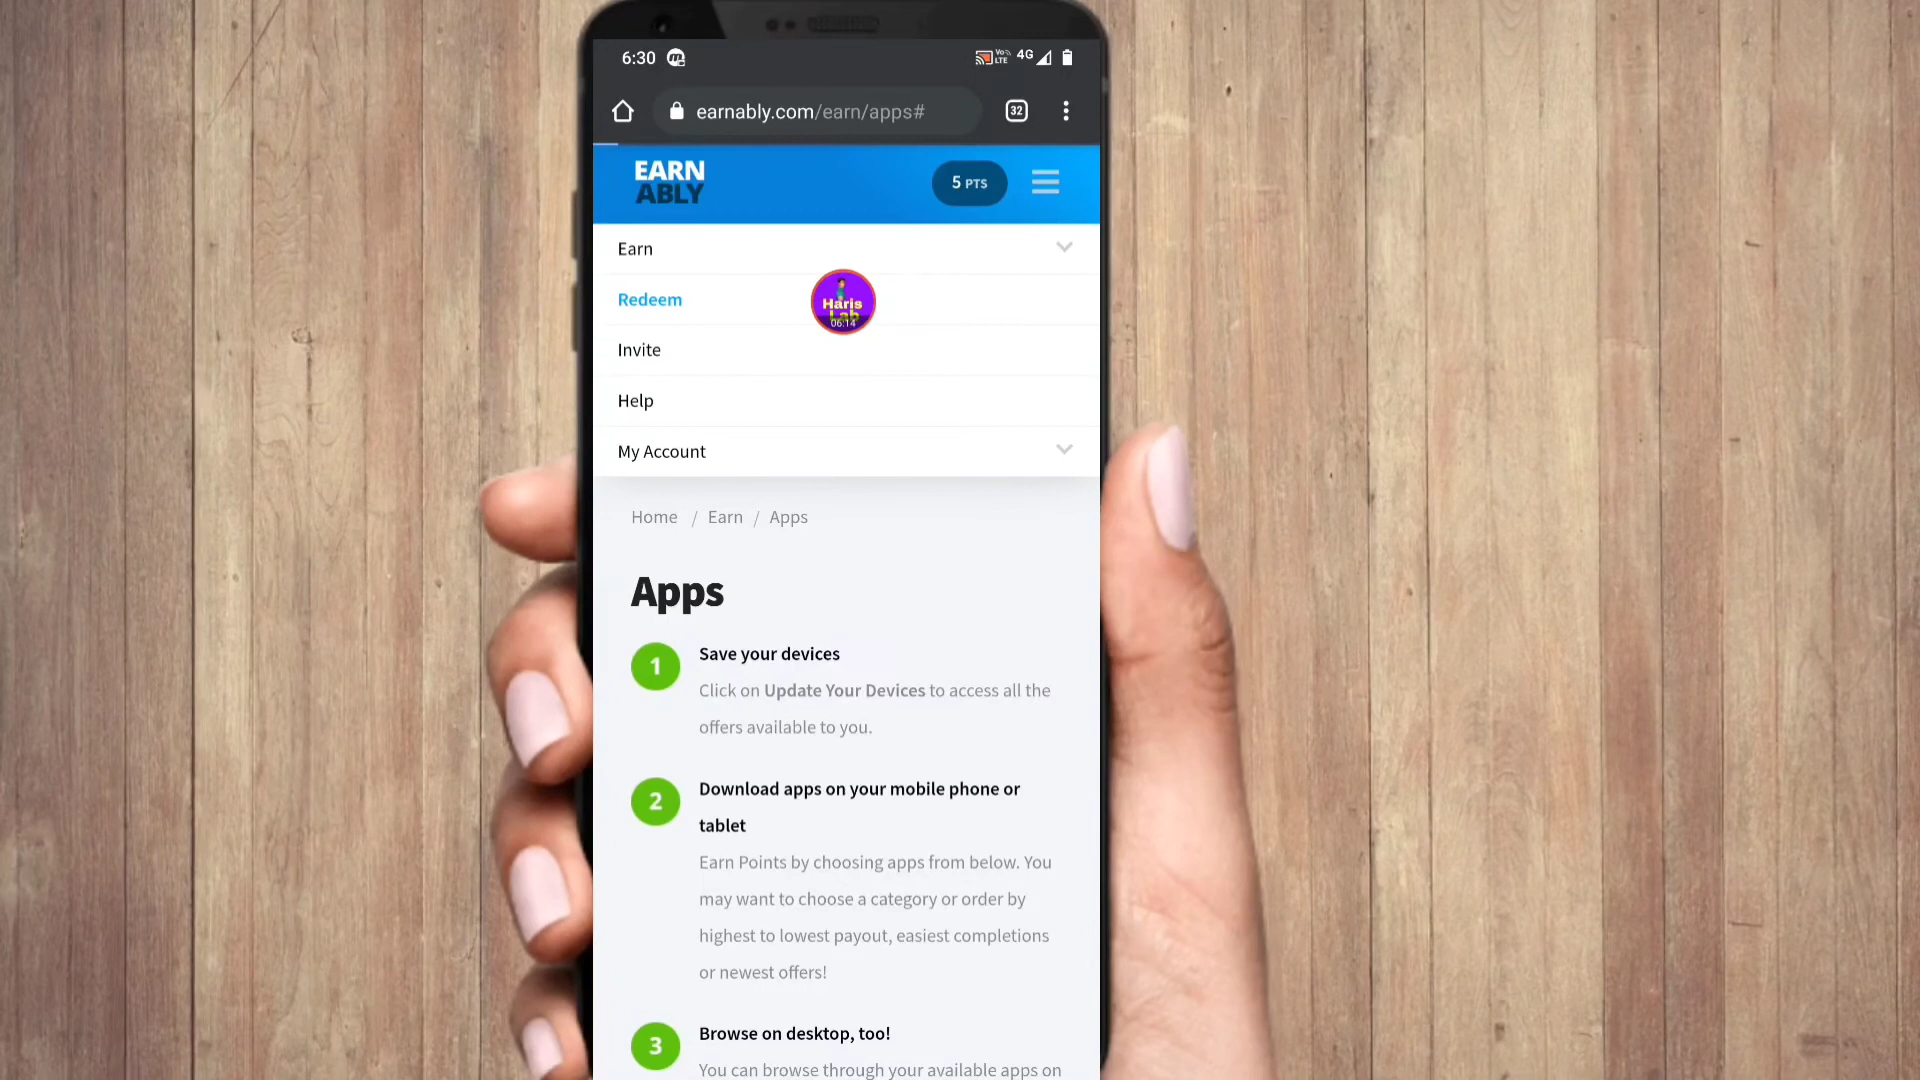 6:30
Vo
LTE
4G
earnably.com/earn/apps#
32
EARN
ABLY
5 PTS
Earn
Redeem
Haris
Lab
06:14
Invite
Help
My Account
Home / Earn / Apps
Apps
1
Save your devices
Click on Update Your Devices to access all the
offers available to you.
2
Download apps on your mobile phone or
tablet
Earn Points by choosing apps from below. You
may want to choose a category or order by
highest to lowest payout, easiest completions
or newest offers!
3
Browse on desktop, too!
You can browse through your available apps on